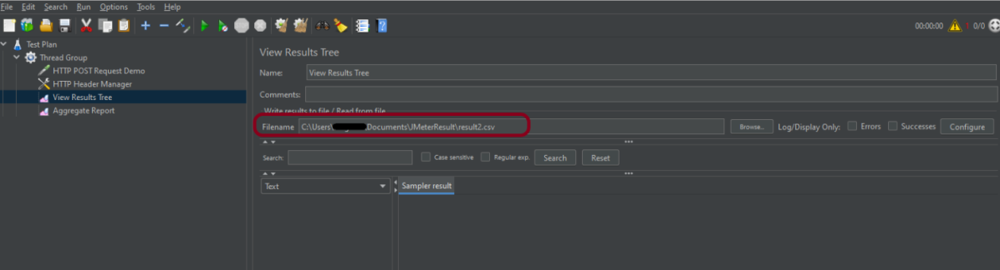 File Edit Search Run Options Tools Help
00:00:00 1 0/0
Test Plan
Thread Group
HTTP POST Request Demo
HTTP Header Manager
View Results Tree
Aggregate Report
View Results Tree
Name: View Results Tree
Comments:
Write results to file / Read from file
Filename C:\Users\ Documents\JMeterResult\result2.csv
Browse... Log/Display Only: Errors Successes Configure
Search: Case sensitive Regular exp. Search Reset
Text
Sampler result